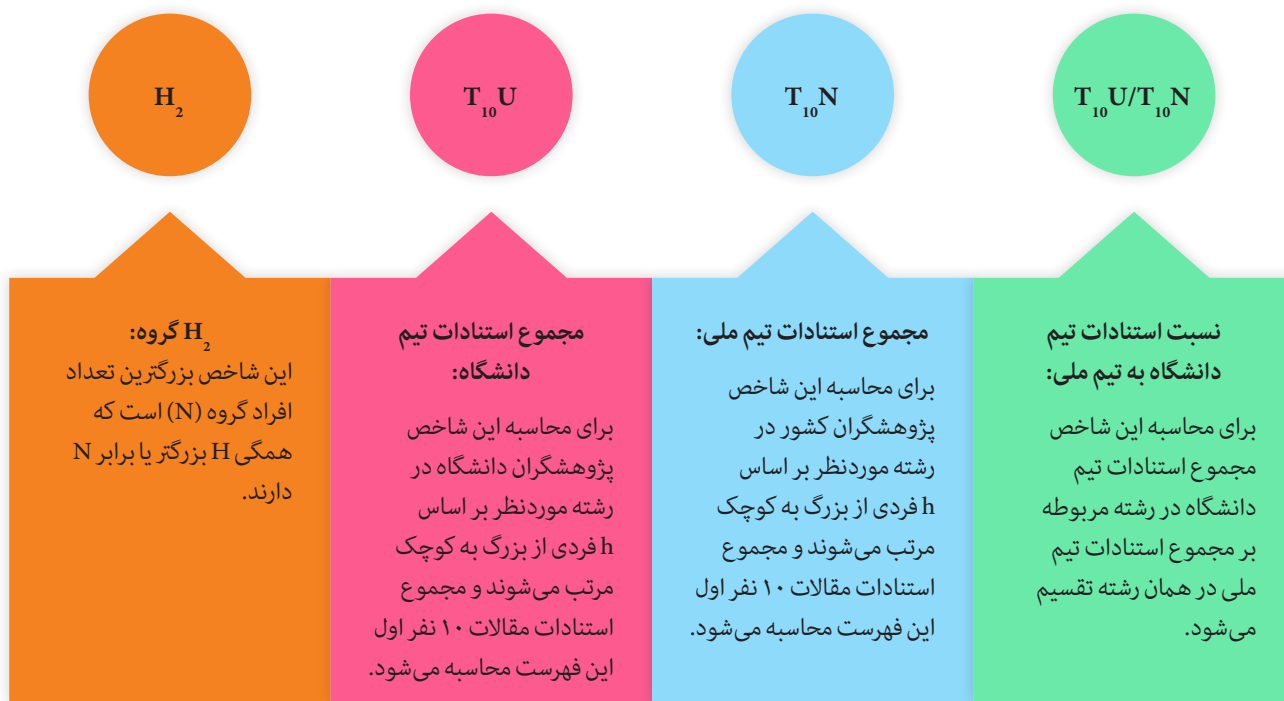 T10U/T10N
نسبت استنادات تیم
دانشگاه به تیم ملی:
برای محاسبه این شاخص
مجموع استنادات تیم
دانشگاه در رشته مربوطه
بر مجموع استنادات تیم
ملی در همان رشته تقسیم
می‌شود.
T10N
مجموع استنادات تیم ملی:
برای محاسبه این شاخص
پژوهشگران کشور در
رشته موردنظر بر اساس
h فردی از بزرگ به کوچک
مرتب می‌شوند و مجموع
استنادات مقالات ۱۰ نفر اول
این فهرست محاسبه می‌شود.
T10U
مجموع استنادات تیم
دانشگاه:
برای محاسبه این شاخص
پژوهشگران دانشگاه در
رشته موردنظر بر اساس
h فردی از بزرگ به کوچک
مرتب می‌شوند و مجموع
استنادات مقالات ۱۰ نفر اول
این فهرست محاسبه می‌شود.
H2
H2 گروه:
این شاخص بزرگترین تعداد
افراد گروه (N) است که
همگی H بزرگتر یا برابر N
دارند.